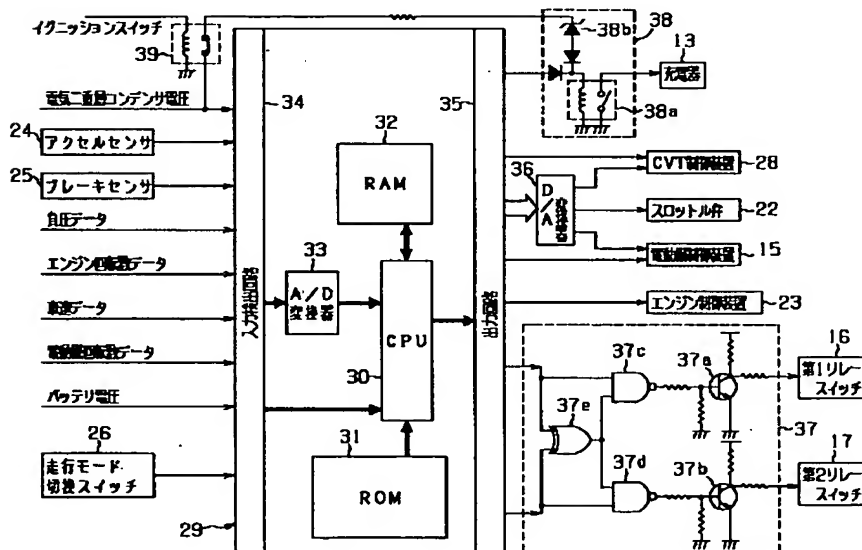 イグニッションスイッチ
39
電気二重層コンデンサ電圧
24
アクセルセンサ
25
ブレーキセンサ
負圧データ
エンジン回転数データ
車速データ
電動機回転数データ
バッテリ電圧
26
走行モード
切換スイッチ
29
34
入力検出回路
32
RAM
33
A/D
変換器
CPU
30
31
ROM
35
出力回路
38b
38
13
充電器
38a
36
D
/
A
変換器
CVT制御装置
28
スロットル弁
22
電動機制御装置
15
エンジン制御装置
23
37c
37a
16
第1リレー
スイッチ
37e
37
37d
37b
17
第2リレー
スイッチ